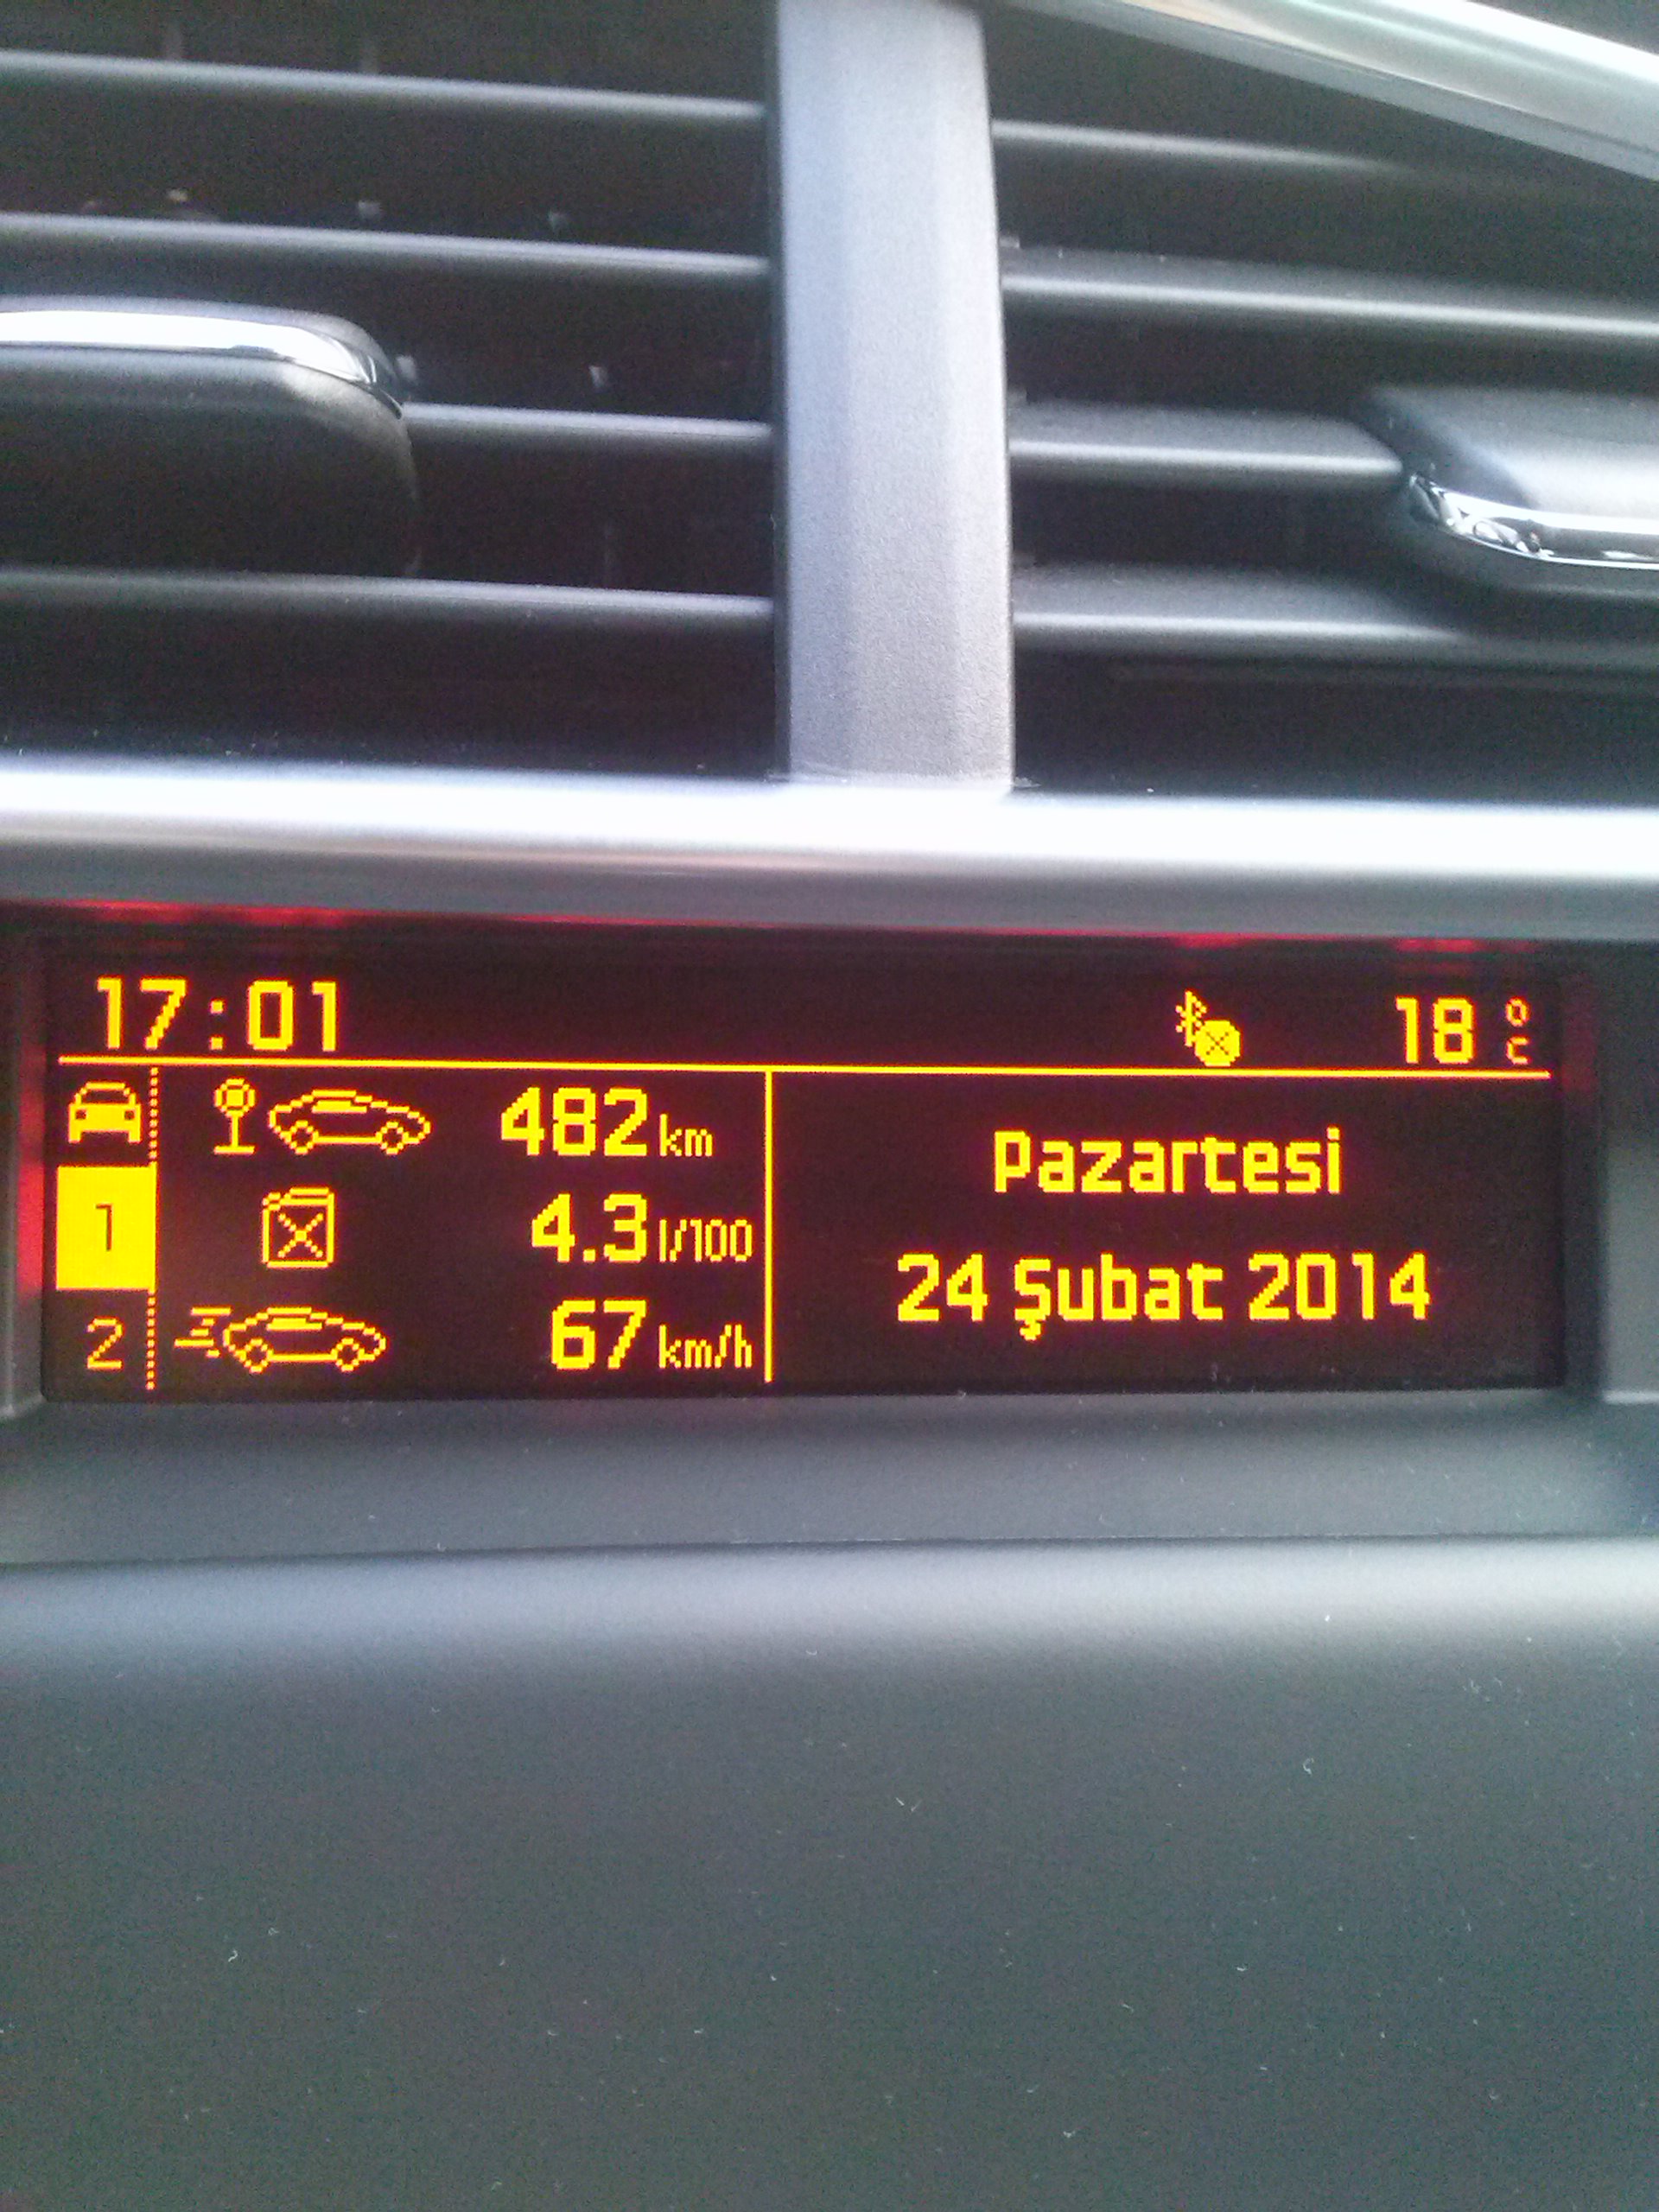 17:01 18 °C
482 km
1 4.3 l/100
2 67 km/h
Pazartesi
24 Şubat 2014